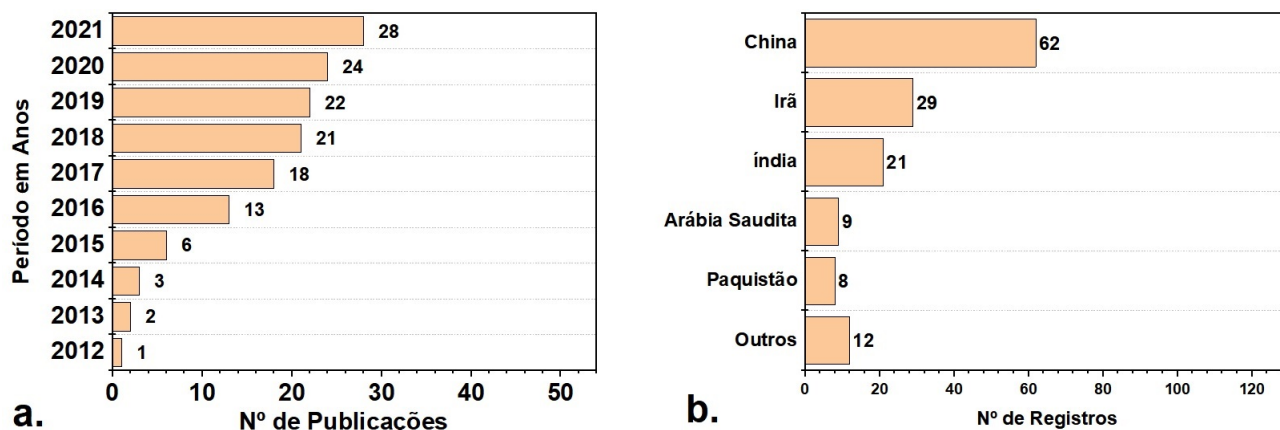 Período em Anos
2021
28
2020
24
2019
22
2018
21
2017
18
2016
13
2015
6
2014
3
2013
2
2012
1
0 10 20 30 40 50
Nº de Publicacões
a.
China
62
Irã
29
índia
21
Arábia Saudita
9
Paquistão
8
Outros
12
0 20 40 60 80 100 120
Nº de Registros
b.